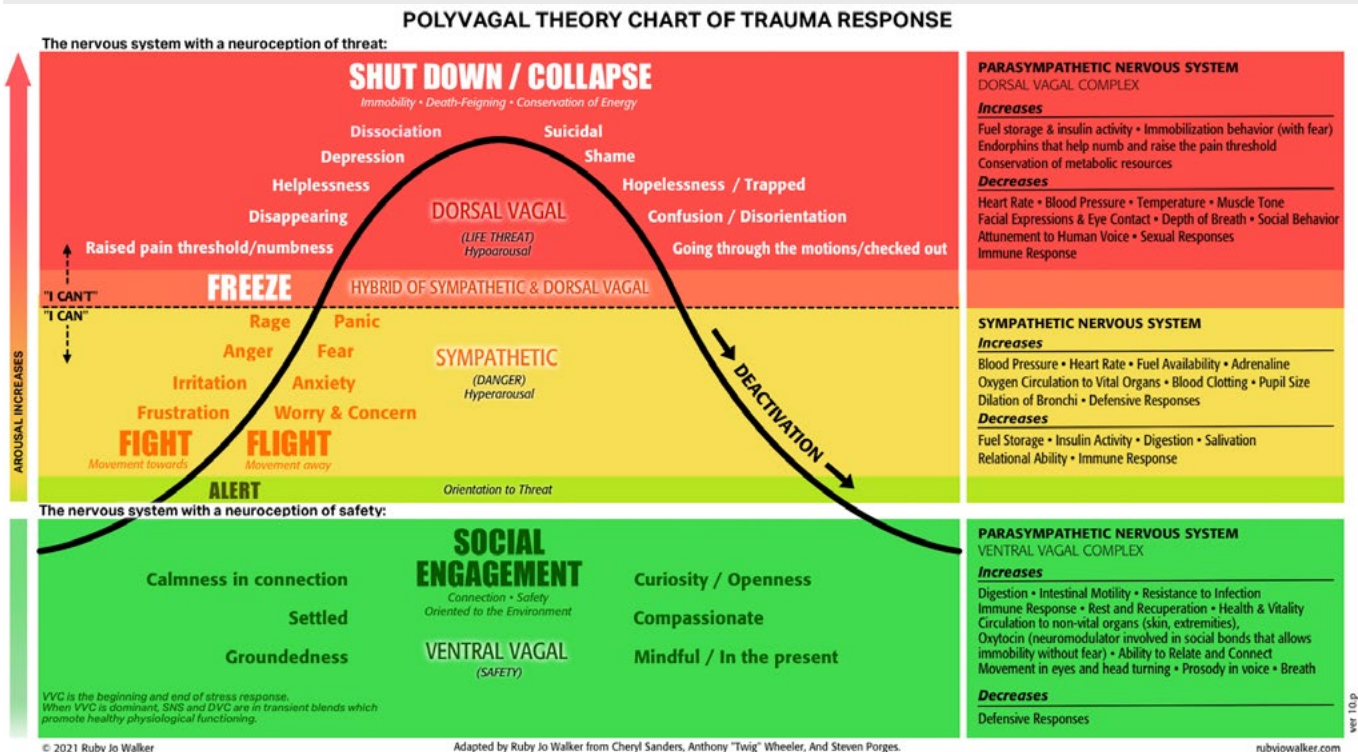 POLYVAGAL THEORY CHART OF TRAUMA RESPONSE
The nervous system with a neuroception of threat:
SHUT DOWN / COLLAPSE
Immobility • Death-Feigning • Conservation of Energy
Dissociation
Suicidal
Depression
Shame
Helplessness
Hopelessness / Trapped
Disappearing
DORSAL VAGAL
Confusion / Disorientation
(LIFE THREAT)
Hypoarousal
Raised pain threshold/numbness
Going through the motions/checked out
FREEZE
HYBRID OF SYMPATHETIC & DORSAL VAGAL
"I CAN'T"
"I CAN"
Rage
Panic
Anger
Fear
SYMPATHETIC
(DANGER)
Hyperarousal
Irritation
Anxiety
Frustration
Worry & Concern
FIGHT
Movement towards
FLIGHT
Movement away
DEACTIVATION
AROUSAL INCREASES
ALERT
Orientation to Threat
The nervous system with a neuroception of safety:
SOCIAL
ENGAGEMENT
Connection • Safety
Oriented to the Environment
Calmness in connection
Curiosity / Openness
Settled
Compassionate
Groundedness
VENTRAL VAGAL
(SAFETY)
Mindful / In the present
VVC is the beginning and end of stress response.
When VVC is dominant, SNS and DVC are in transient blends which
promote healthy physiological functioning.
PARASYMPATHETIC NERVOUS SYSTEM
DORSAL VAGAL COMPLEX
Increases
Fuel storage & insulin activity • Immobilization behavior (with fear)
Endorphins that help numb and raise the pain threshold
Conservation of metabolic resources
Decreases
Heart Rate • Blood Pressure • Temperature • Muscle Tone
Facial Expressions & Eye Contact • Depth of Breath • Social Behavior
Attunement to Human Voice • Sexual Responses
Immune Response
SYMPATHETIC NERVOUS SYSTEM
Increases
Blood Pressure • Heart Rate • Fuel Availability • Adrenaline
Oxygen Circulation to Vital Organs • Blood Clotting • Pupil Size
Dilation of Bronchi • Defensive Responses
Decreases
Fuel Storage • Insulin Activity • Digestion • Salivation
Relational Ability • Immune Response
PARASYMPATHETIC NERVOUS SYSTEM
VENTRAL VAGAL COMPLEX
Increases
Digestion • Intestinal Motility • Resistance to Infection
Immune Response • Rest and Recuperation • Health & Vitality
Circulation to non-vital organs (skin, extremities),
Oxytocin (neuromodulator involved in social bonds that allows
immobility without fear) • Ability to Relate and Connect
Movement in eyes and head turning • Prosody in voice • Breath
Decreases
Defensive Responses
ver 10.p
© 2021 Ruby Jo Walker
Adapted by Ruby Jo Walker from Cheryl Sanders, Anthony "Twig" Wheeler, And Steven Porges.
rubyjowalker.com